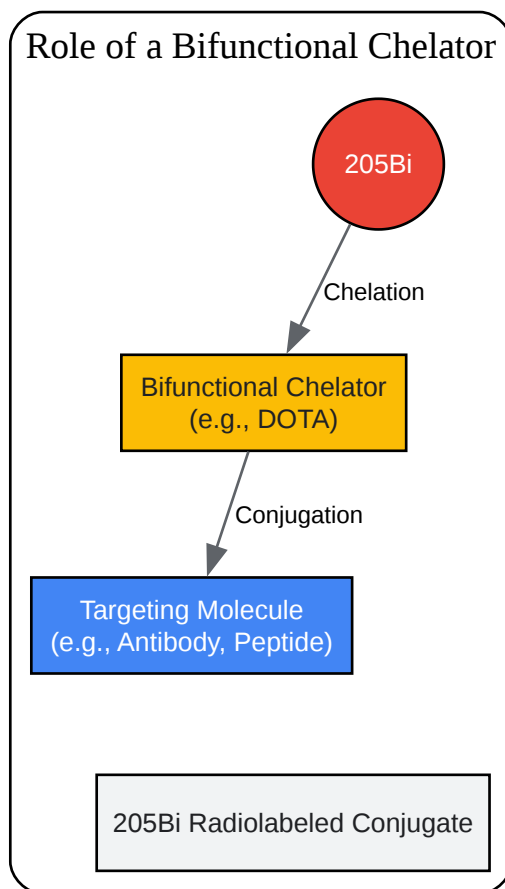 Role of a Bifunctional Chelator
205Bi
Chelation
Bifunctional Chelator
(e.g., DOTA)
Conjugation
Targeting Molecule
(e.g., Antibody, Peptide)
205Bi Radiolabeled Conjugate